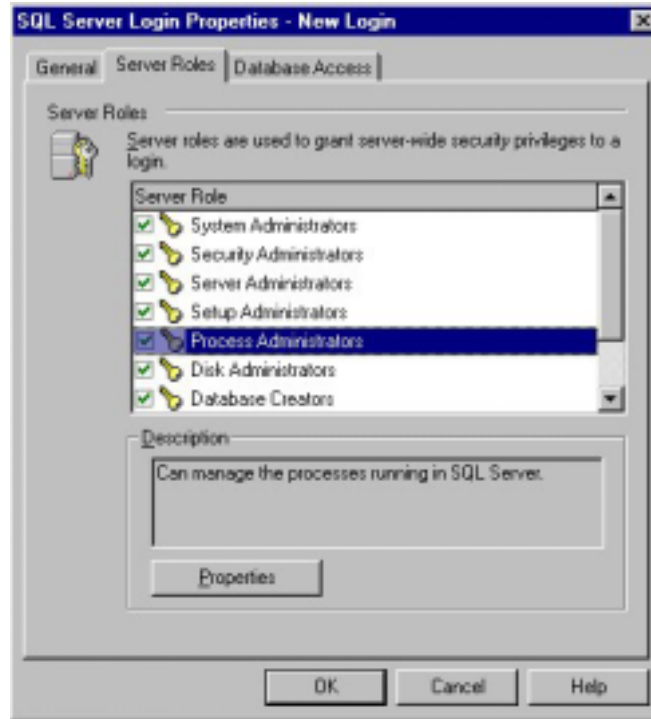 SQL Server Login Properties - New Login
General
Server Roles
Database Access
Server Roles
Server roles are used to grant server-wide security privileges to a
login.
Server Role
System Administrators
Security Administrators
Server Administrators
Setup Administrators
Process Administrators
Disk Administrators
Database Creators
Description
Can manage the processes running in SQL Server.
Properties
OK
Cancel
Help